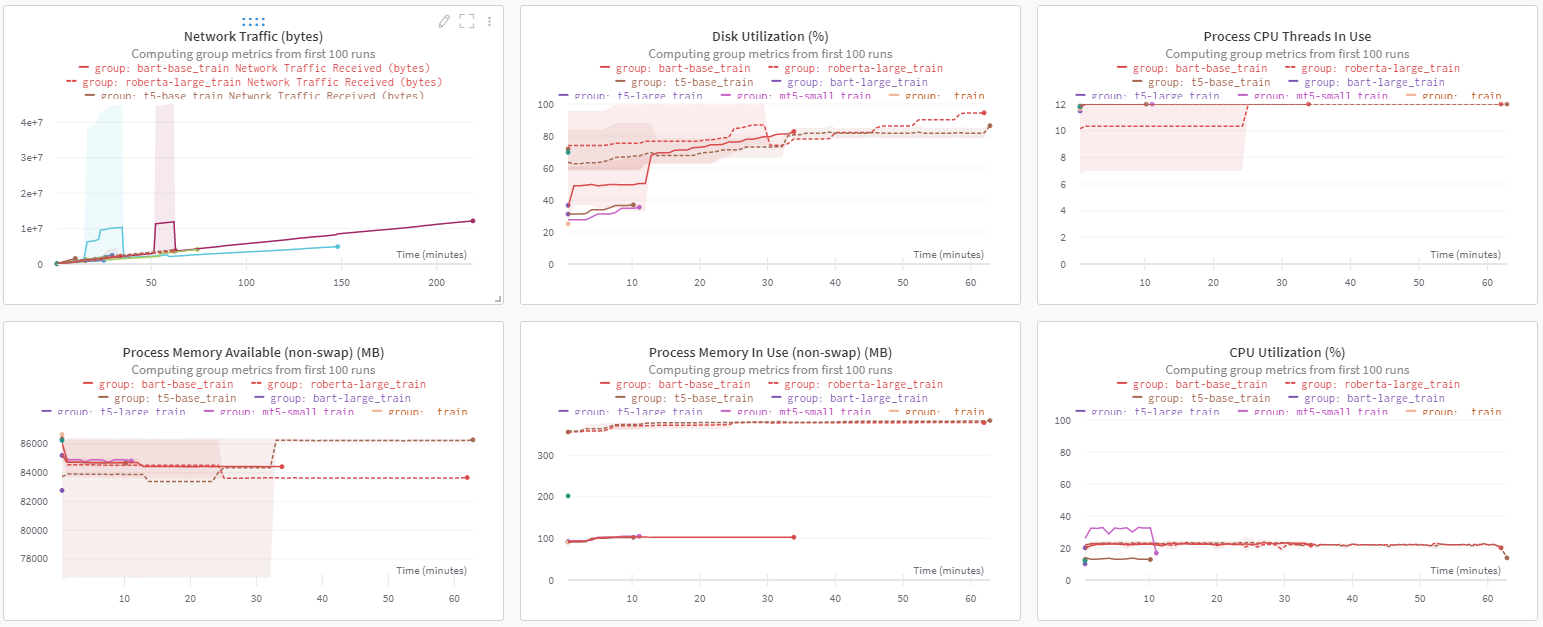 Network Traffic (bytes)
Computing group metrics from first 100 runs
group: bart-base_train Network Traffic Received (bytes)
group: roberta-large_train Network Traffic Received (bytes)
group: t5-base_train Network Traffic Received (bytes)
4e+7
3e+7
2e+7
1e+7
0
Time (minutes)
50 100 150 200
Disk Utilization (%)
Computing group metrics from first 100 runs
group: bart-base_train group: roberta-large_train
group: t5-base_train group: bart-large_train
group: t5-large_train group: mt5-small_train group: _train
100
80
60
40
20
0
Time (minutes)
10 20 30 40 50 60
Process CPU Threads In Use
Computing group metrics from first 100 runs
group: bart-base_train group: roberta-large_train
group: t5-base_train group: bart-large_train
group: t5-large_train group: mt5-small_train group: _train
12
10
8
6
4
2
0
Time (minutes)
10 20 30 40 50 60
Process Memory Available (non-swap) (MB)
Computing group metrics from first 100 runs
group: bart-base_train group: roberta-large_train
group: t5-base_train group: bart-large_train
group: t5-large_train group: mt5-small_train group: _train
86000
84000
82000
80000
78000
Time (minutes)
10 20 30 40 50 60
Process Memory In Use (non-swap) (MB)
Computing group metrics from first 100 runs
group: bart-base_train group: roberta-large_train
group: t5-base_train group: bart-large_train
group: t5-large_train group: mt5-small_train group: _train
300
200
100
0
Time (minutes)
10 20 30 40 50 60
CPU Utilization (%)
Computing group metrics from first 100 runs
group: bart-base_train group: roberta-large_train
group: t5-base_train group: bart-large_train
group: t5-large_train group: mt5-small_train group: _train
100
80
60
40
20
0
Time (minutes)
10 20 30 40 50 60